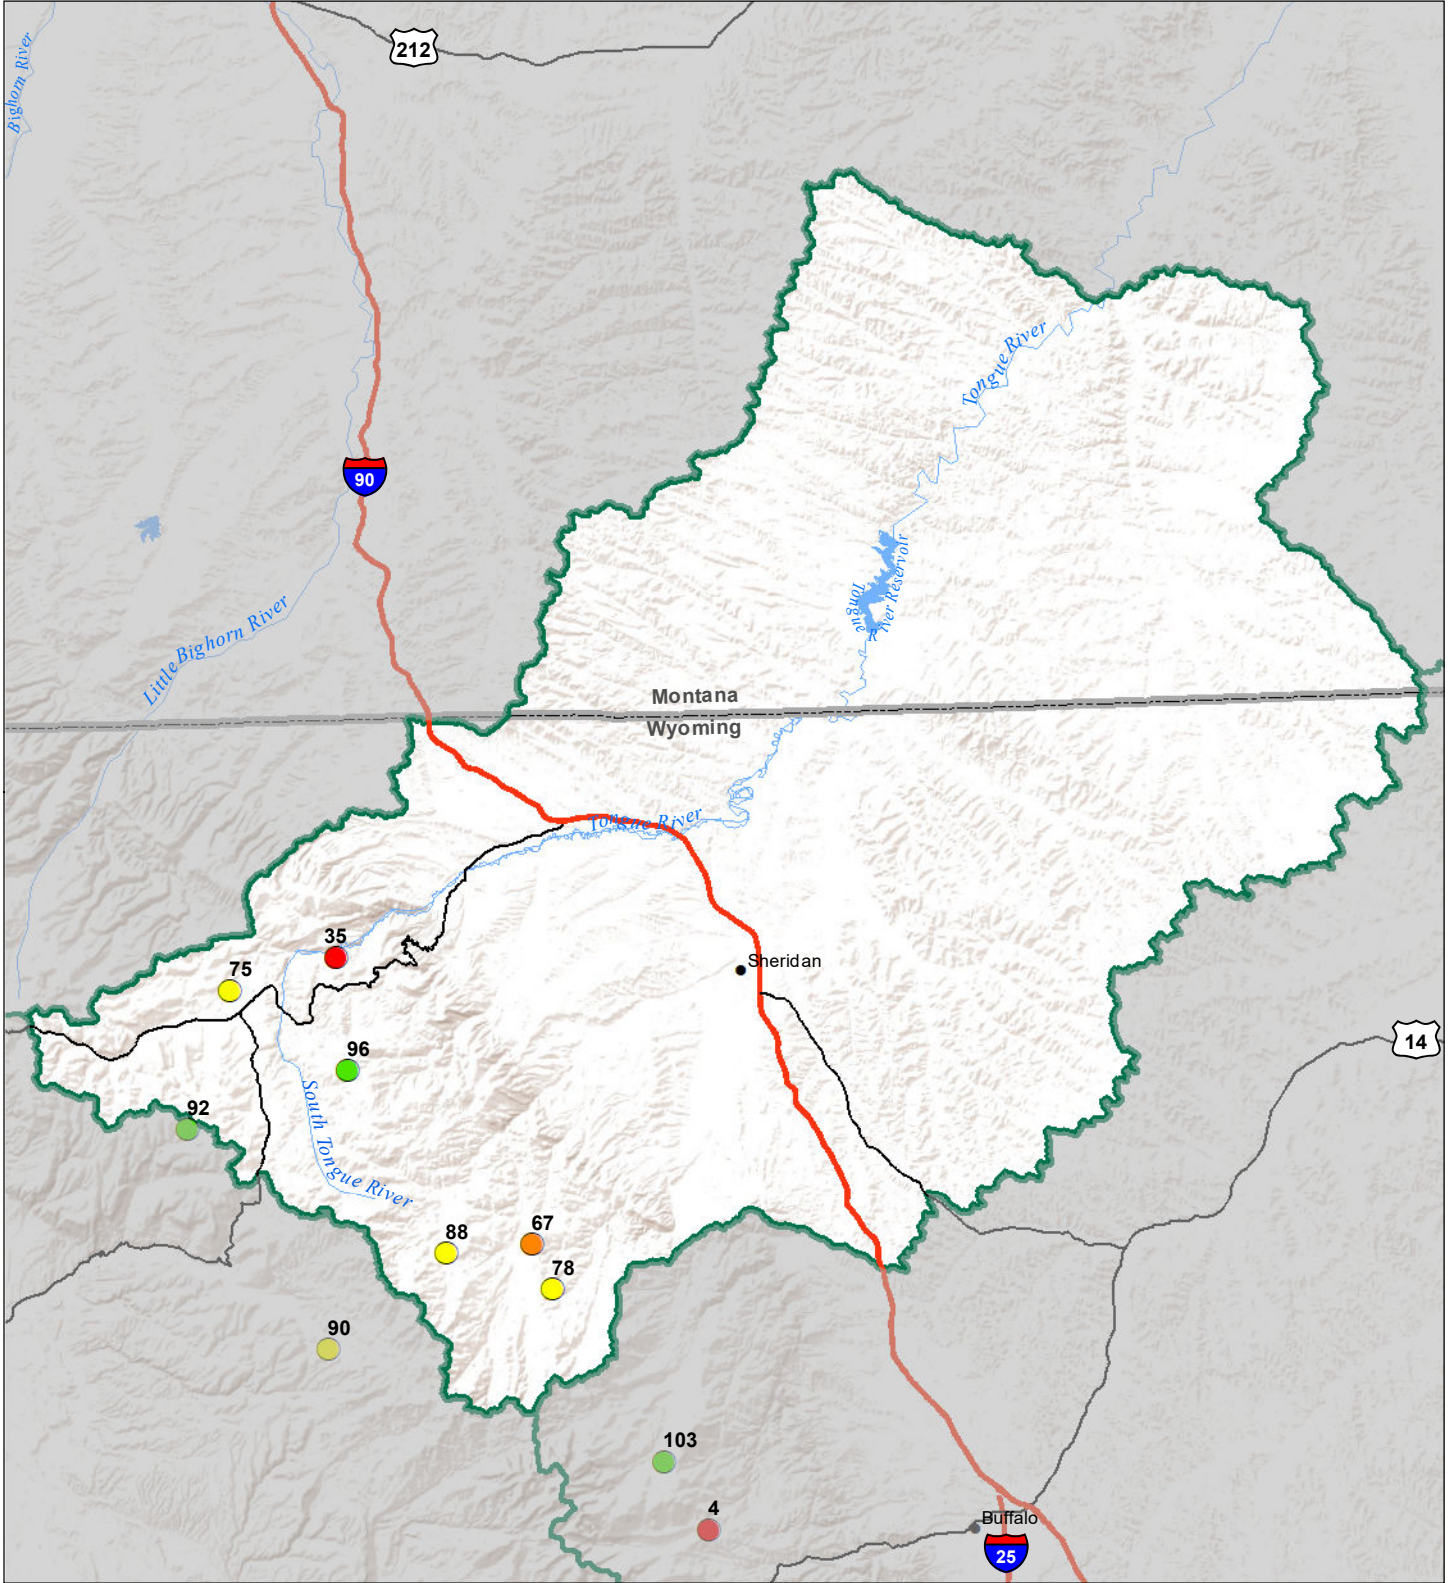 212
Bighorn River
Tongue River
90
Tongue
River Reservoir
Little Bighorn River
Montana
Wyoming
Tongue River
35
Sheridan
75
14
96
92
South Tongue River
67
88
78
90
103
4
Buffalo
25